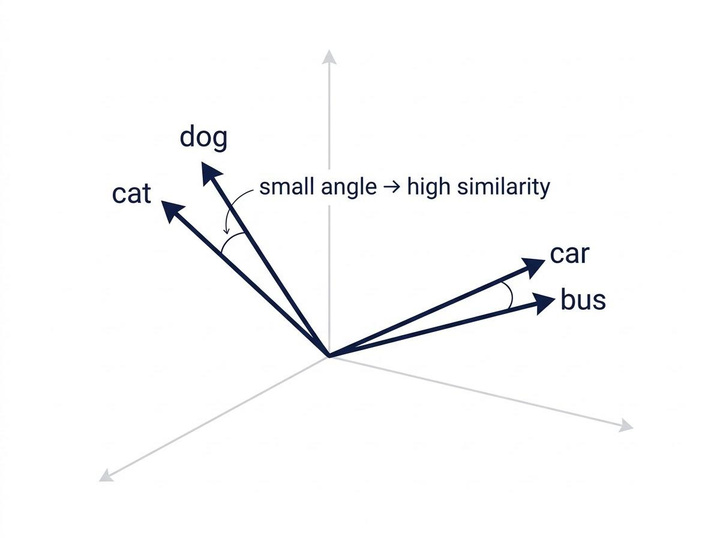 dog
cat
small angle → high similarity
car
bus